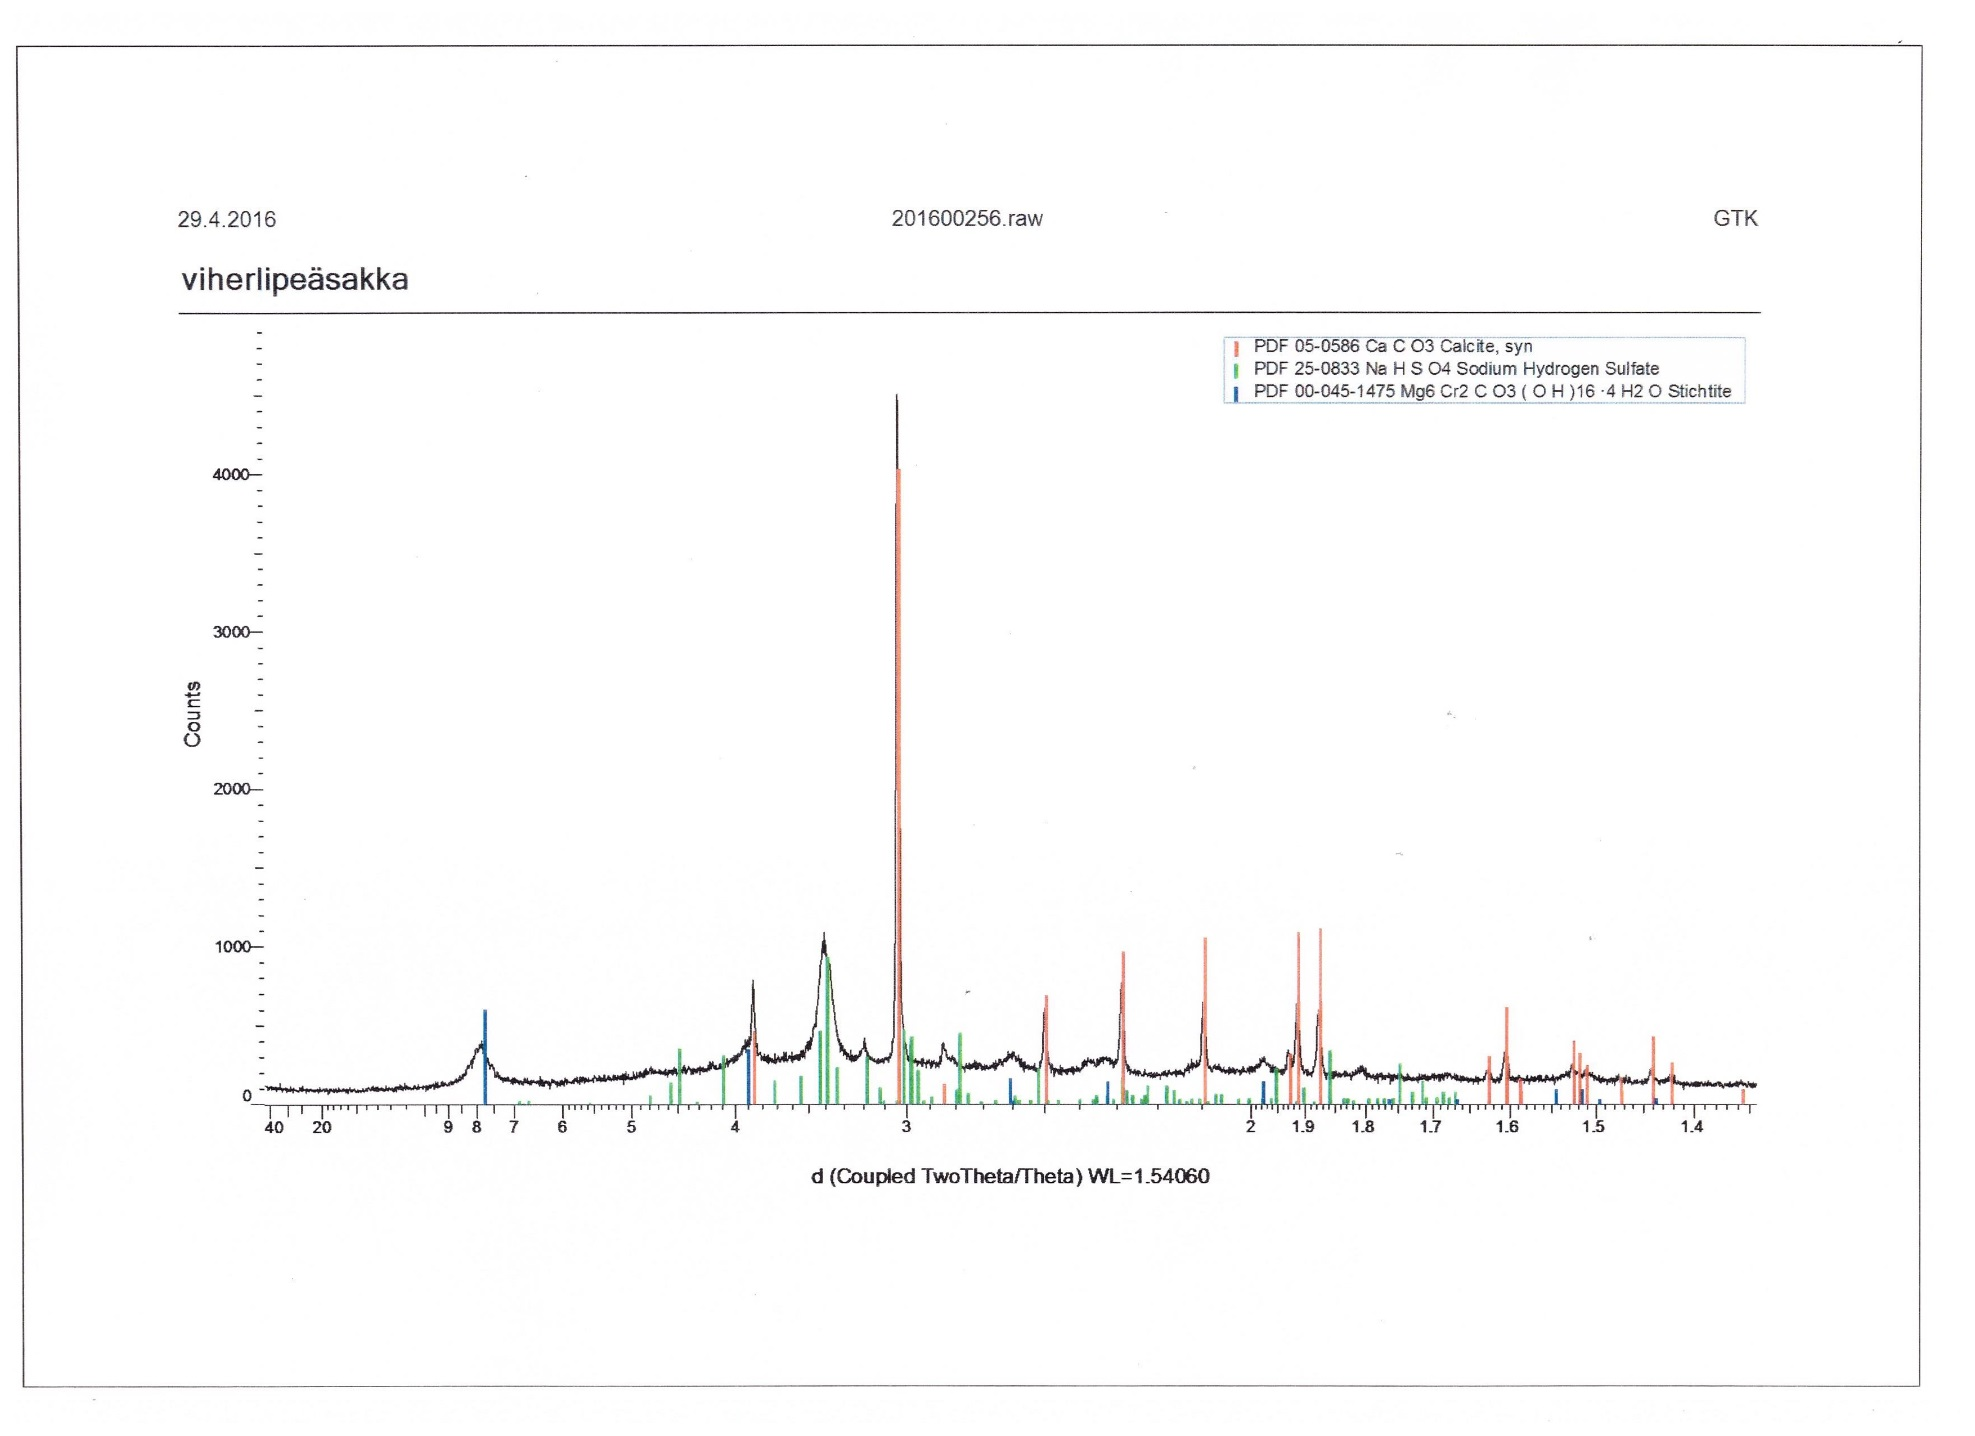 29.4.2016 201600256.raw GTK
viherlipeäsakka
PDF 05-0586 Ca C O3 Calcite, syn
PDF 25-0833 Na H S O4 Sodium Hydrogen Sulfate
PDF 00-045-1475 Mg6 Cr2 C O3 ( O H )16 ·4 H2 O Stichtite
4000
3000
Counts
2000
1000
0
40 20 9 8 7 6 5 4 3 2 1.9 1.8 1.7 1.6 1.5 1.4
d (Coupled TwoTheta/Theta) WL=1.54060